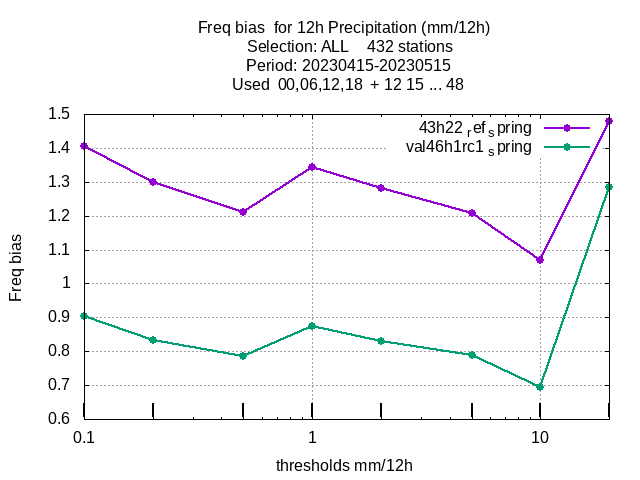 Freq bias  for 12h Precipitation (mm/12h)
Selection: ALL    432 stations
Period: 20230415-20230515
Used  00,06,12,18  + 12 15 ... 48
1.5
1.4
1.3
1.2
1.1
1
0.9
0.8
0.7
0.6
Freq bias
43h22 ref spring
val46h1rc1 spring
0.1
1
10
thresholds mm/12h